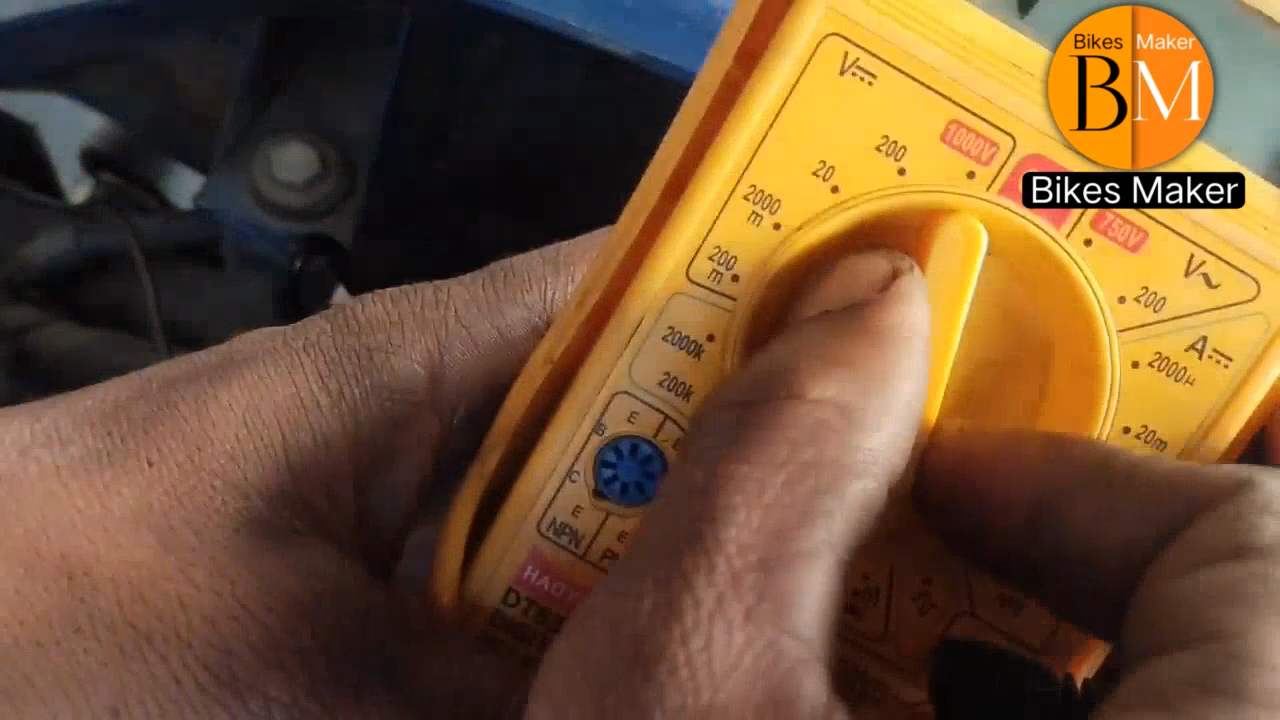 Bikes Maker
BM
Bikes Maker
V
1000V
200
20
2000
m
200
m
750V
V~
200
A
2000µ
20m
2000k
200k
E
B
C
E
NPN
E